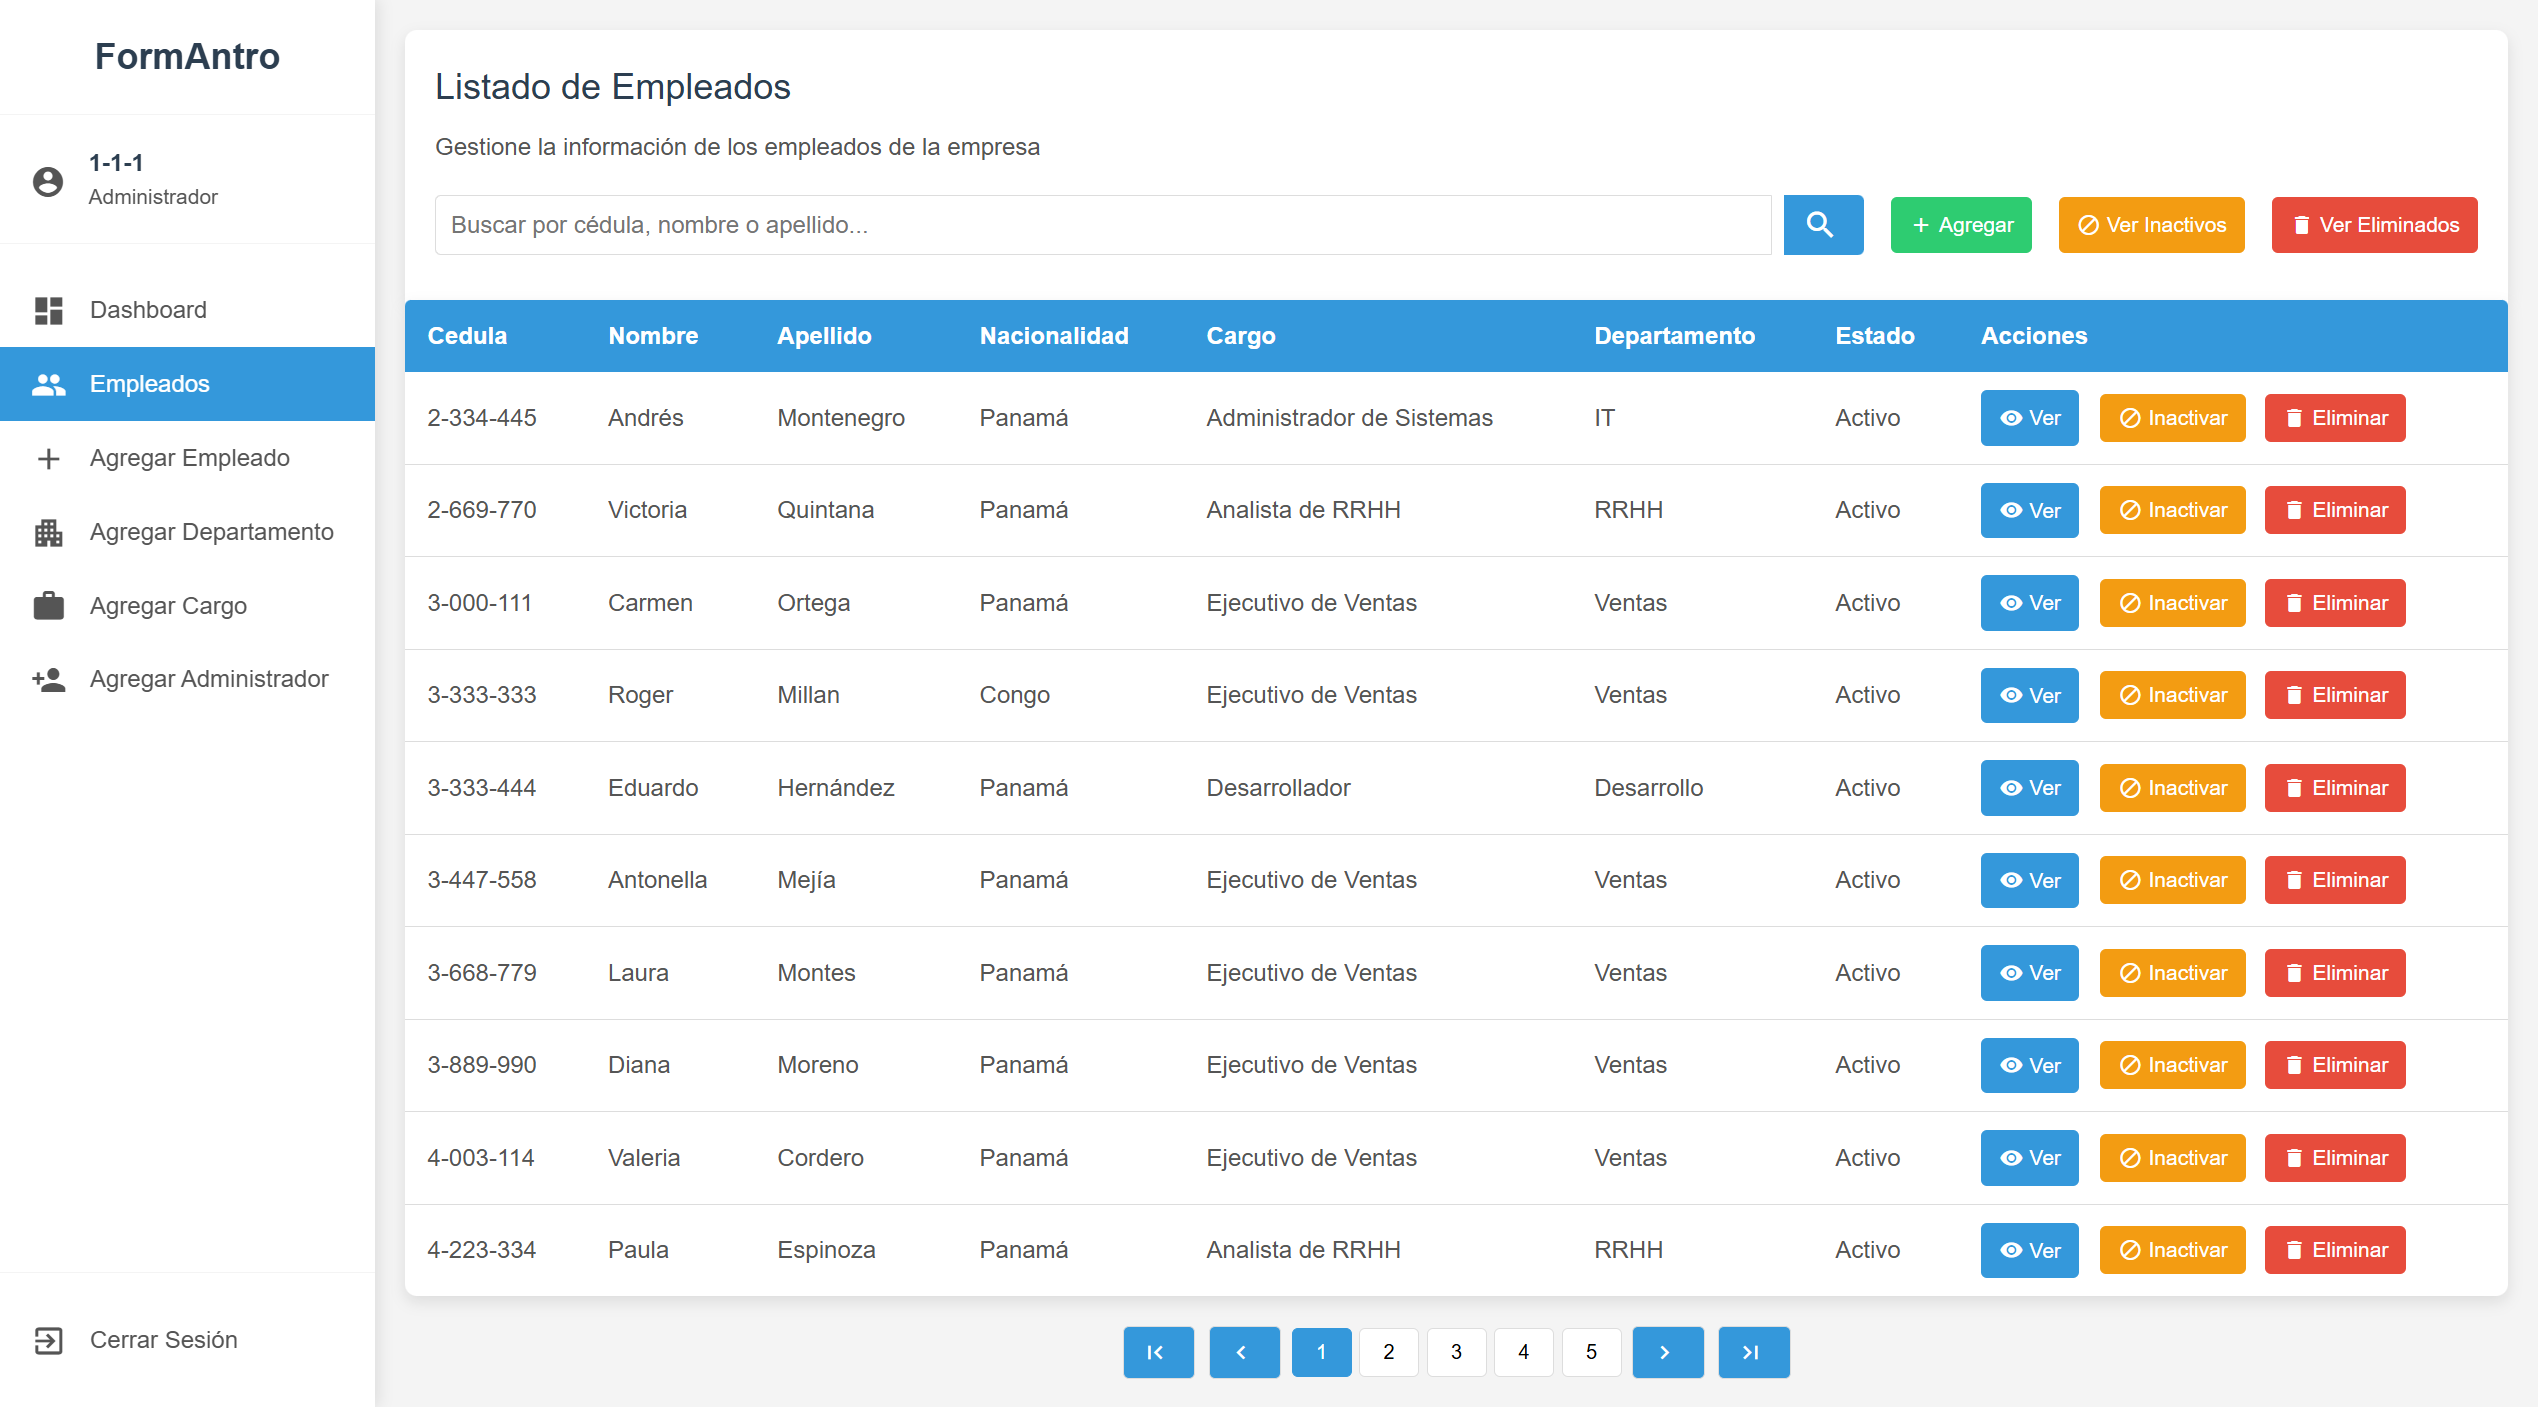 FormAntro
1-1-1
Administrador
Dashboard
Empleados
Agregar Empleado
Agregar Departamento
Agregar Cargo
Agregar Administrador
Cerrar Sesión
Listado de Empleados
Gestione la información de los empleados de la empresa
Buscar por cédula, nombre o apellido... Agregar Ver Inactivos Ver Eliminados
Cedula Nombre Apellido Nacionalidad Cargo Departamento Estado Acciones
2-334-445 Andrés Montenegro Panamá Administrador de Sistemas IT Activo Ver Inactivar Eliminar
2-669-770 Victoria Quintana Panamá Analista de RRHH RRHH Activo Ver Inactivar Eliminar
3-000-111 Carmen Ortega Panamá Ejecutivo de Ventas Ventas Activo Ver Inactivar Eliminar
3-333-333 Roger Millan Congo Ejecutivo de Ventas Ventas Activo Ver Inactivar Eliminar
3-333-444 Eduardo Hernández Panamá Desarrollador Desarrollo Activo Ver Inactivar Eliminar
3-447-558 Antonella Mejía Panamá Ejecutivo de Ventas Ventas Activo Ver Inactivar Eliminar
3-668-779 Laura Montes Panamá Ejecutivo de Ventas Ventas Activo Ver Inactivar Eliminar
3-889-990 Diana Moreno Panamá Ejecutivo de Ventas Ventas Activo Ver Inactivar Eliminar
4-003-114 Valeria Cordero Panamá Ejecutivo de Ventas Ventas Activo Ver Inactivar Eliminar
4-223-334 Paula Espinoza Panamá Analista de RRHH RRHH Activo Ver Inactivar Eliminar
1 2 3 4 5